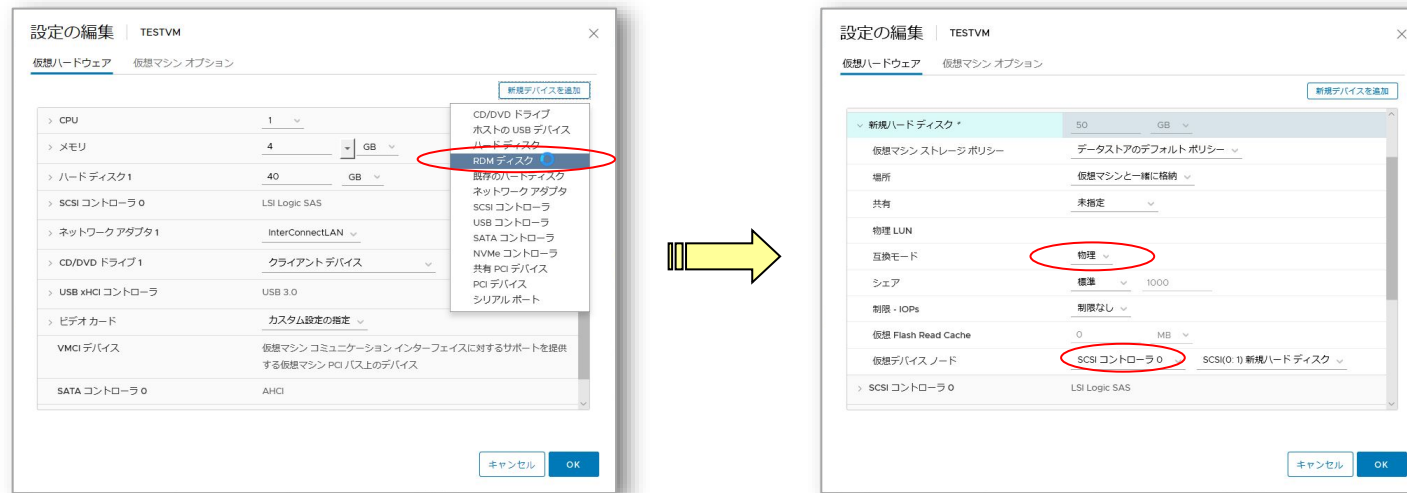 設定の編集 TESTVM
仮想ハードウェア 仮想マシン オプション
新規デバイスを追加
CPU 1
メモリ 4 GB
ハード ディスク1 40 GB
SCSI コントローラ 0 LSI Logic SAS
ネットワーク アダプタ 1 InterConnectLAN
CD/DVD ドライブ 1 クライアント デバイス
USB xHCI コントローラ USB 3.0
ビデオ カード カスタム設定の指定
VMCI デバイス 仮想マシン コミュニケーション インターフェイスに対するサポートを提供
する仮想マシン PCI バス上のデバイス
SATA コントローラ 0 AHCI
CD/DVD ドライブ
ホストの USB デバイス
ハード ディスク
RDM ディスク
既存のハードディスク
ネットワーク アダプタ
SCSI コントローラ
USB コントローラ
SATA コントローラ
NVMe コントローラ
共有 PCI デバイス
PCI デバイス
シリアル ポート
キャンセル OK
設定の編集 TESTVM
仮想ハードウェア 仮想マシン オプション
新規デバイスを追加
新規ハード ディスク * 50 GB
仮想マシン ストレージ ポリシー データストアのデフォルト ポリシー
場所 仮想マシンと一緒に格納
共有 未指定
物理 LUN
互換モード 物理
シェア 標準 1000
制限 - IOPs 制限なし
仮想 Flash Read Cache 0 MB
仮想デバイス ノード SCSI コントローラ 0 SCSI(0: 1) 新規ハード ディスク
SCSI コントローラ 0 LSI Logic SAS
キャンセル OK